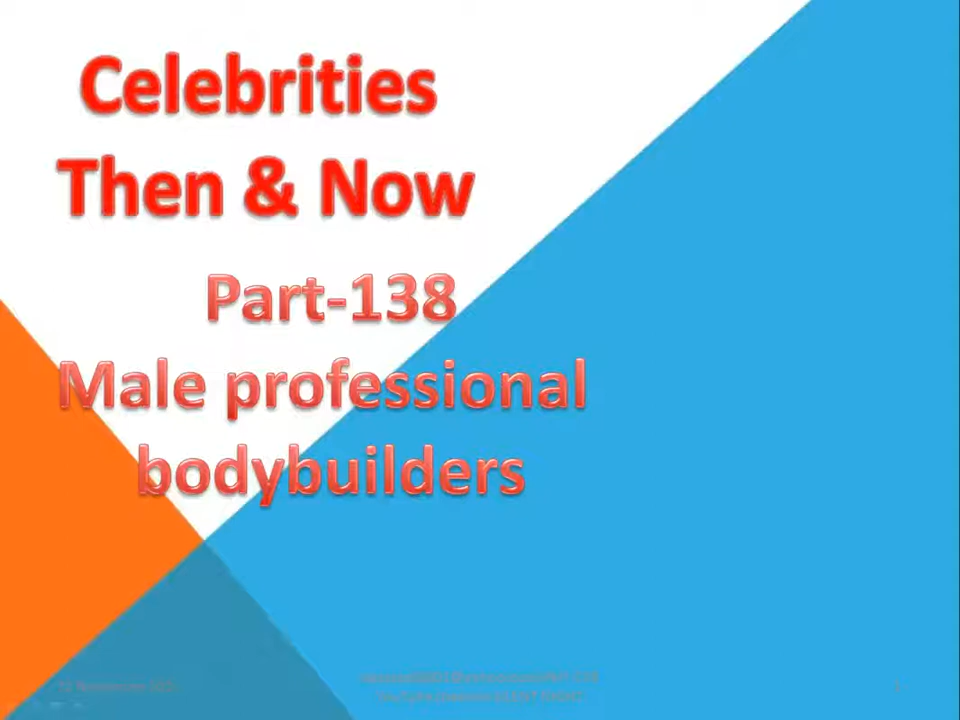 Celebrities
Then & Now
Part-138
Male professional
bodybuilders